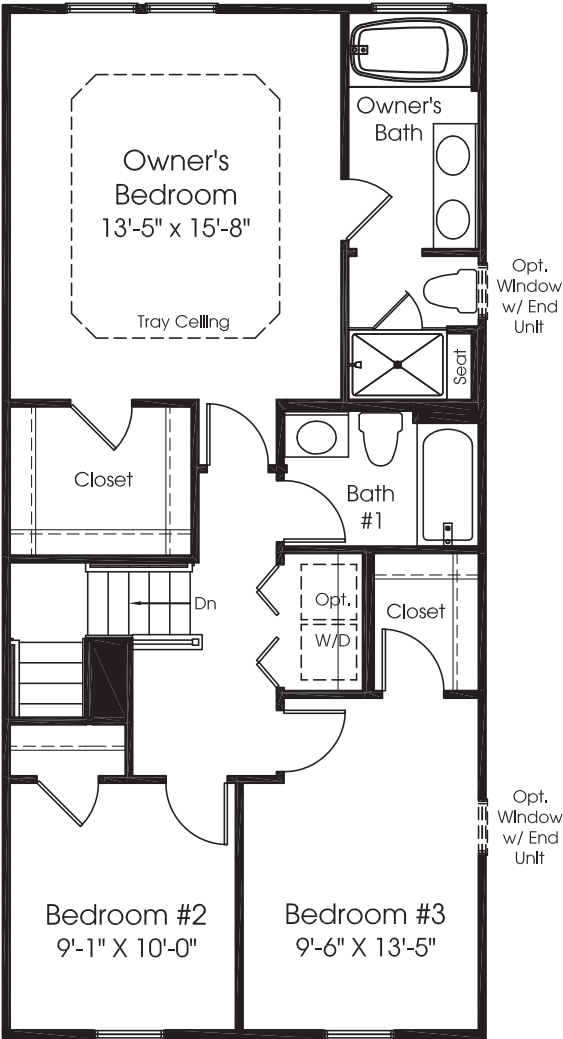 Owner's
Bath
Owner's
Bedroom
13'-5" x 15'-8"
Tray Ceiling
Opt.
Window
w/ End
Unit
Seat
Closet
Bath
#1
Dn
Opt.
W/D
Closet
Opt.
Window
w/ End
Unit
Bedroom #2
9'-1" X 10'-0"
Bedroom #3
9'-6" X 13'-5"